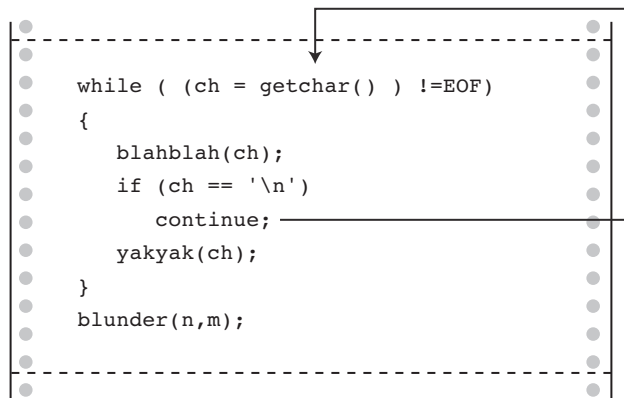 while ( (ch = getchar() ) !=EOF)
{
blahblah(ch);
if (ch == '\n')
continue;
yakyak(ch);
}
blunder(n,m);